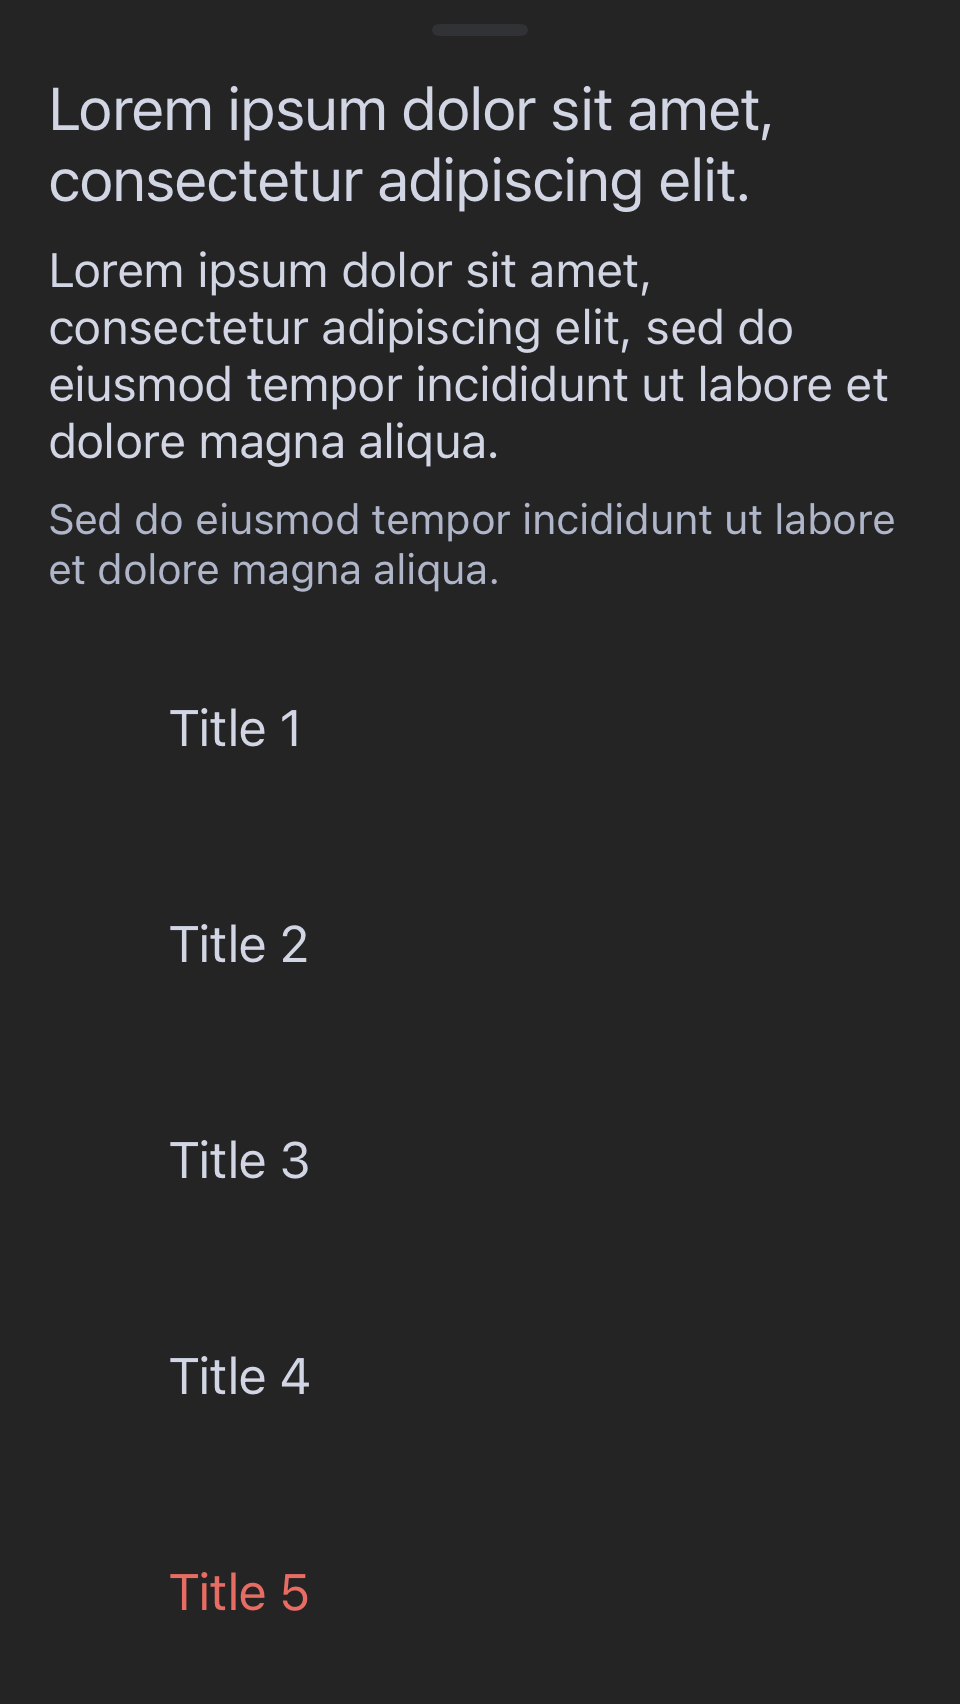 Lorem ipsum dolor sit amet,
consectetur adipiscing elit.
Lorem ipsum dolor sit amet,
consectetur adipiscing elit, sed do
eiusmod tempor incididunt ut labore et
dolore magna aliqua.
Sed do eiusmod tempor incididunt ut labore
et dolore magna aliqua.
Title 1
Title 2
Title 3
Title 4
Title 5